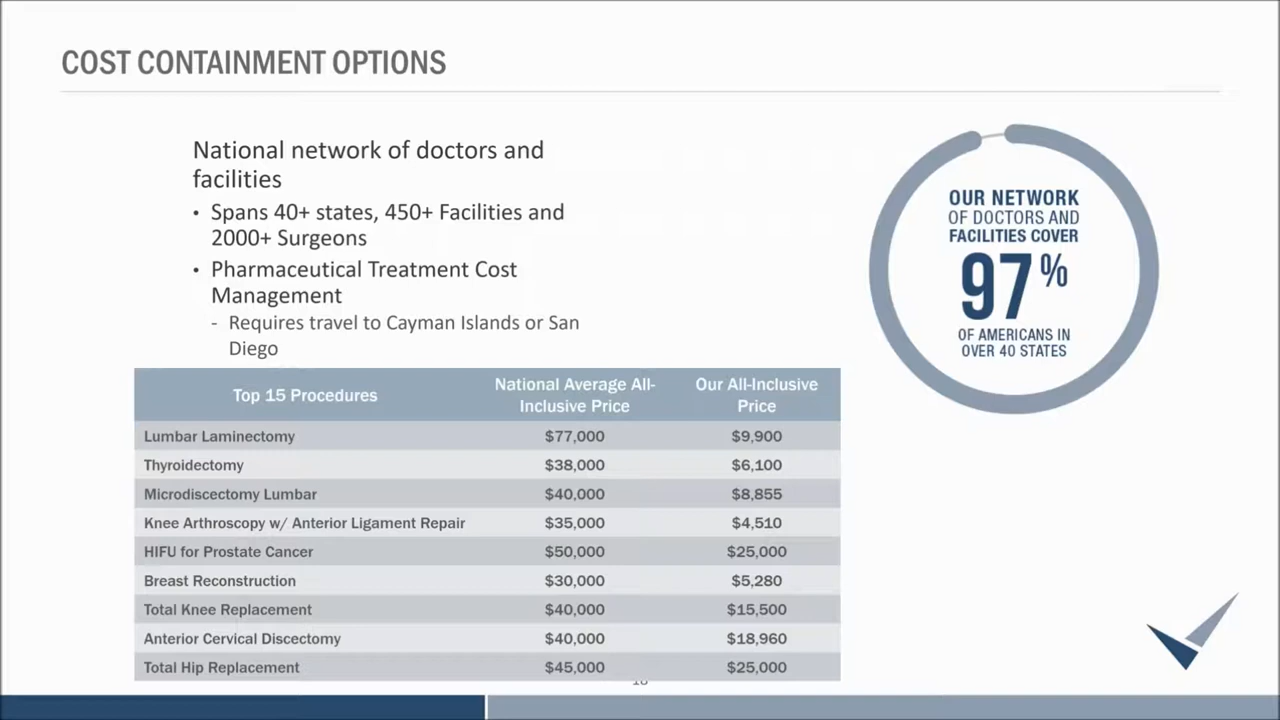 COST CONTAINMENT OPTIONS
National network of doctors and
facilities
• Spans 40+ states, 450+ Facilities and
2000+ Surgeons
• Pharmaceutical Treatment Cost
Management
- Requires travel to Cayman Islands or San
Diego
OUR NETWORK
OF DOCTORS AND
FACILITIES COVER
97%
OF AMERICANS IN
OVER 40 STATES
Top 15 Procedures National Average All-Inclusive Price Our All-Inclusive Price
Lumbar Laminectomy $77,000 $9,900
Thyroidectomy $38,000 $6,100
Microdiscectomy Lumbar $40,000 $8,855
Knee Arthroscopy w/ Anterior Ligament Repair $35,000 $4,510
HIFU for Prostate Cancer $50,000 $25,000
Breast Reconstruction $30,000 $5,280
Total Knee Replacement $40,000 $15,500
Anterior Cervical Discectomy $40,000 $18,960
Total Hip Replacement $45,000 $25,000